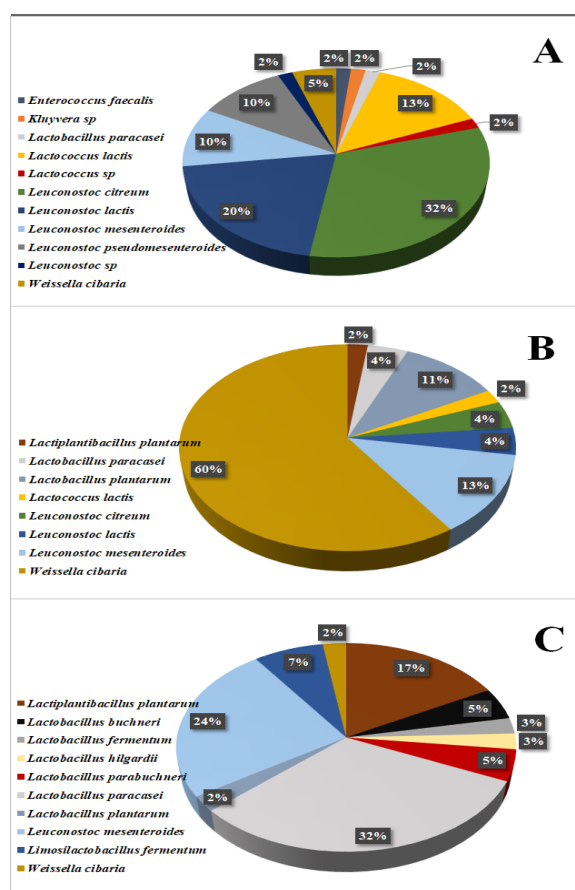 A
2%
2%
2%
2%
5%
13%
2%
10%
10%
20%
32%
Enterococcus faecalis
Kluyvera sp
Lactobacillus paracasei
Lactococcus lactis
Lactococcus sp
Leuconostoc citreum
Leuconostoc lactis
Leuconostoc mesenteroides
Leuconostoc pseudomesenteroides
Leuconostoc sp
Weissella cibaria
B
2%
4%
11%
2%
4%
4%
13%
60%
Lactiplantibacillus plantarum
Lactobacillus paracasei
Lactobacillus plantarum
Lactococcus lactis
Leuconostoc citreum
Leuconostoc lactis
Leuconostoc mesenteroides
Weissella cibaria
C
2%
7%
17%
5%
3%
3%
5%
24%
2%
32%
Lactiplantibacillus plantarum
Lactobacillus buchneri
Lactobacillus fermentum
Lactobacillus hilgardii
Lactobacillus parabuchneri
Lactobacillus paracasei
Lactobacillus plantarum
Leuconostoc mesenteroides
Limosilactobacillus fermentum
Weissella cibaria